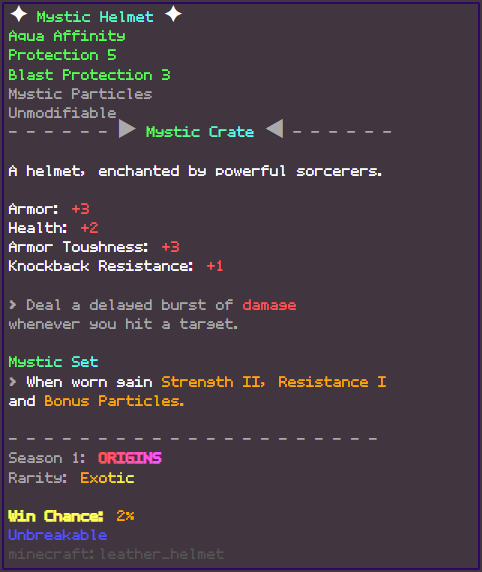 ✦ Mystic Helmet ✦
Aqua Affinity
Protection 5
Blast Protection 3
Mystic Particles
Unmodifiable
- - - - - - ▶ Mystic Crate ◀ - - - - - -
A helmet, enchanted by powerful sorcerers.
Armor: +3
Health: +2
Armor Toughness: +3
Knockback Resistance: +1
> Deal a delayed burst of damage
whenever you hit a target.
Mystic Set
> When worn gain Strength II, Resistance I
and Bonus Particles.
- - - - - - - - - - - - - - - - - - - - -
Season 1: ORIGINS
Rarity: Exotic
Win Chance: 2%
Unbreakable
minecraft:leather_helmet